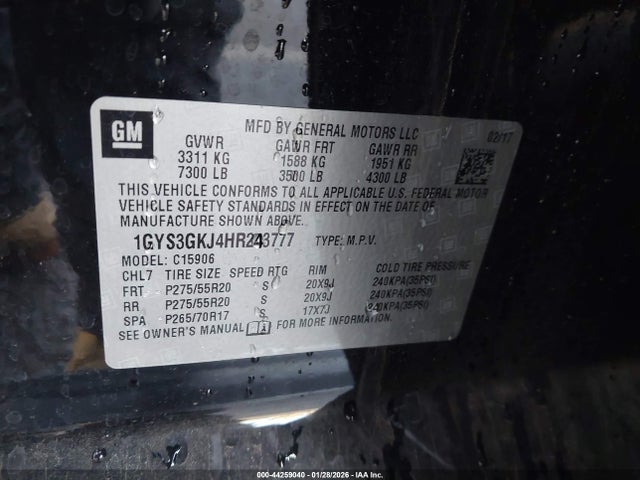 GM
MFD BY GENERAL MOTORS LLC 02/17
GVWR GAWR FRT GAWR RR
3311 KG 1588 KG 1951 KG
7300 LB 3500 LB 4300 LB
THIS VEHICLE CONFORMS TO ALL APPLICABLE U.S. FEDERAL MOTOR
VEHICLE SAFETY STANDARDS IN EFFECT ON THE DATE OF
MANUFACTURE SHOWN ABOVE.
1GYS3GKJ4HR243777 TYPE: M.P.V.
MODEL: C15906
CHL7 TIRE SIZE SPEED RTG RIM COLD TIRE PRESSURE
FRT P275/55R20 S 20X9J 240KPA(35PSI)
RR P275/55R20 S 20X9J 240KPA(35PSI)
SPA P265/70R17 S 17X7J 240KPA(35PSI)
SEE OWNER'S MANUAL FOR MORE INFORMATION.
000-44259040 - 01/28/2026 - IAA Inc.